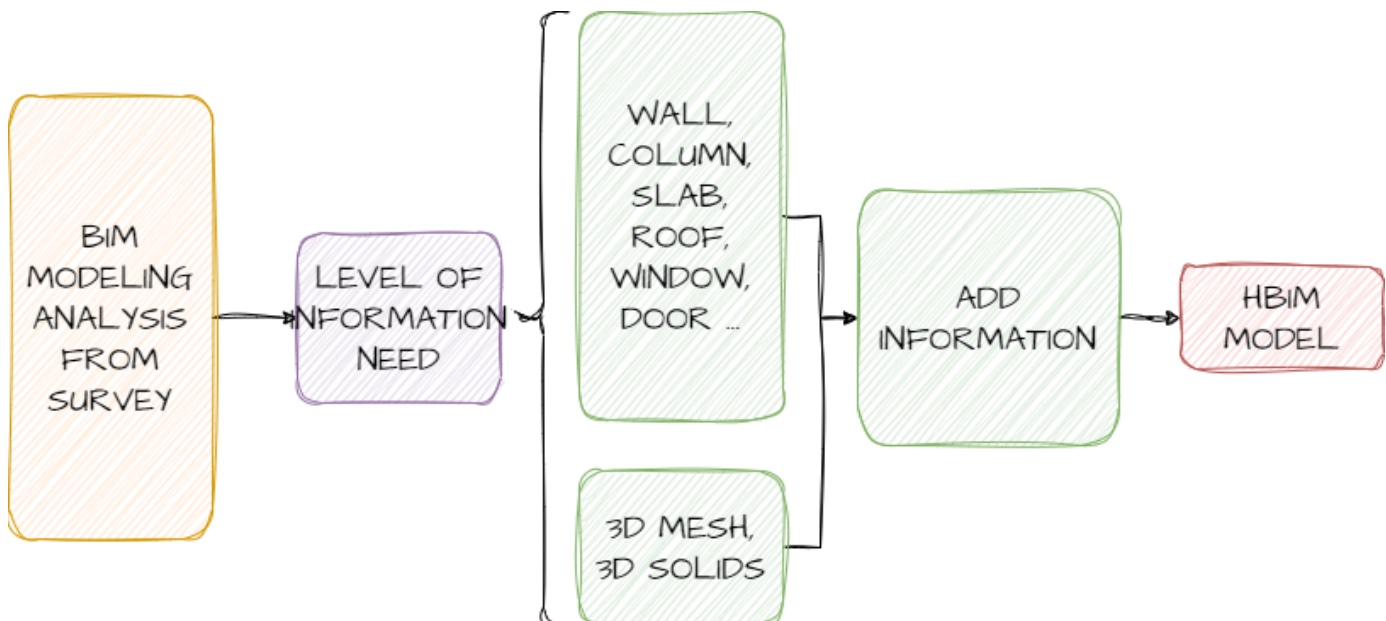 BIM
MODELING
ANALYSIS
FROM
SURVEY
LEVEL OF
INFORMATION
NEED
WALL,
COLUMN,
SLAB,
ROOF,
WINDOW,
DOOR ...
3D MESH,
3D SOLIDS
ADD
INFORMATION
HBIM
MODEL